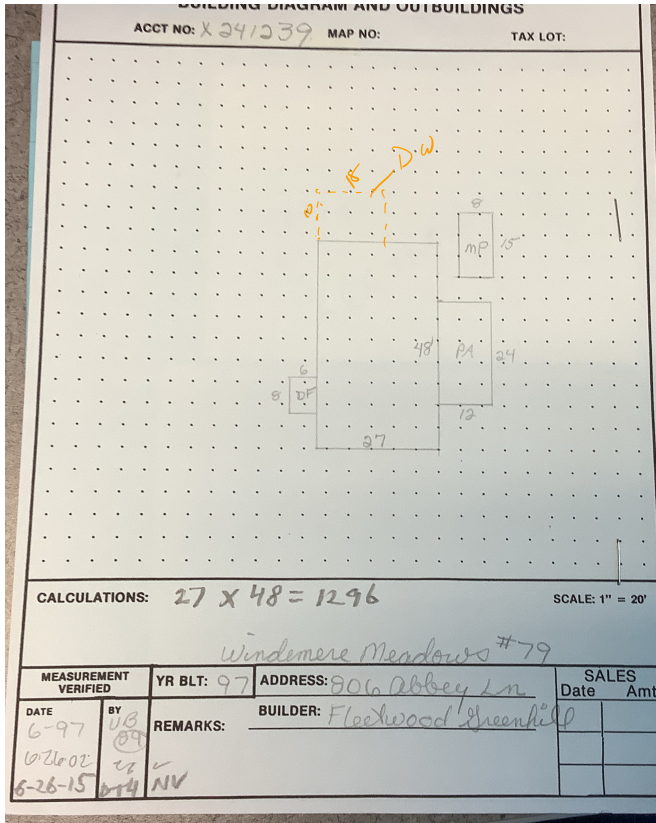 BUILDING DIAGRAM AND OUTBUILDINGS
ACCT NO: X 241239 MAP NO: TAX LOT:
D.W.
15
8
MP 15
48 PA 24
6
8 DF
12
27
CALCULATIONS: 27 X 48 = 1296 SCALE: 1" = 20'
Windemere Meadows #79
MEASUREMENT VERIFIED YR BLT: 97 ADDRESS: 806 Abbey Ln SALES
Date Amt
DATE BY REMARKS: BUILDER: Fleetwood Greenhill
6-97 UB
89
6-26-02
6-26-15 NV